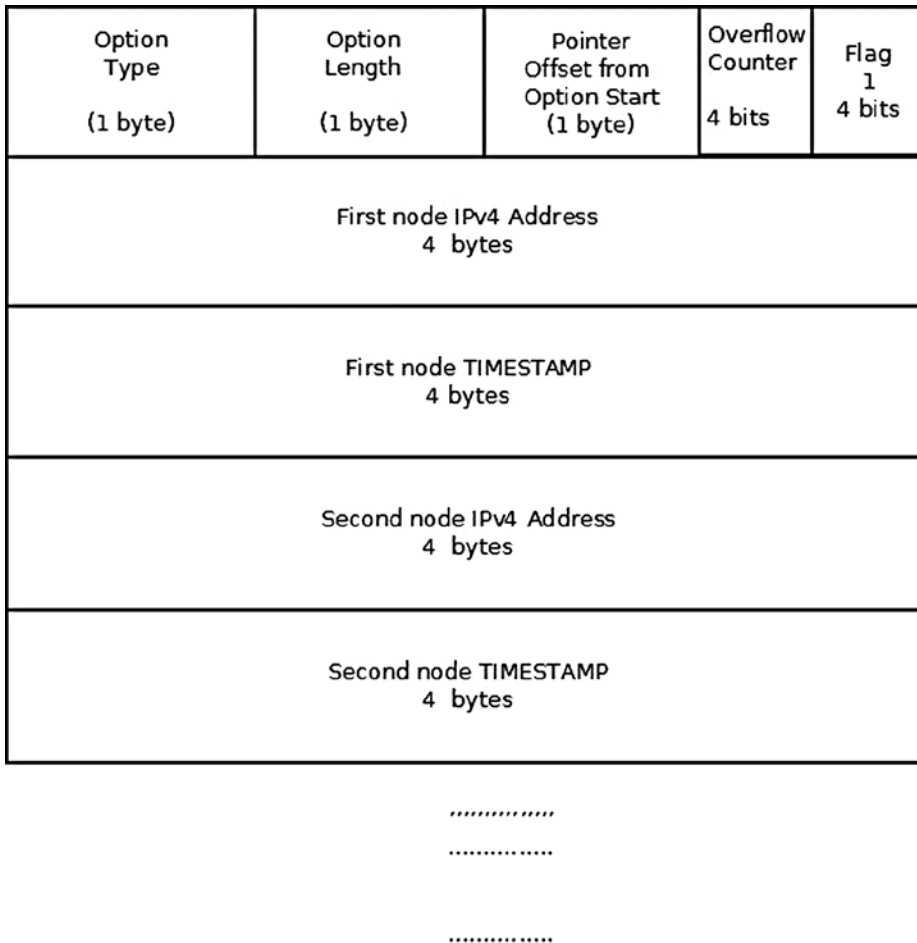 Option
Type
(1 byte)
Option
Length
(1 byte)
Pointer
Offset from
Option Start
(1 byte)
Overflow
Counter
4 bits
Flag
1
4 bits
First node IPv4 Address
4 bytes
First node TIMESTAMP
4 bytes
Second node IPv4 Address
4 bytes
Second node TIMESTAMP
4 bytes
,,,,,,,,,,,,,,,
...............
...............